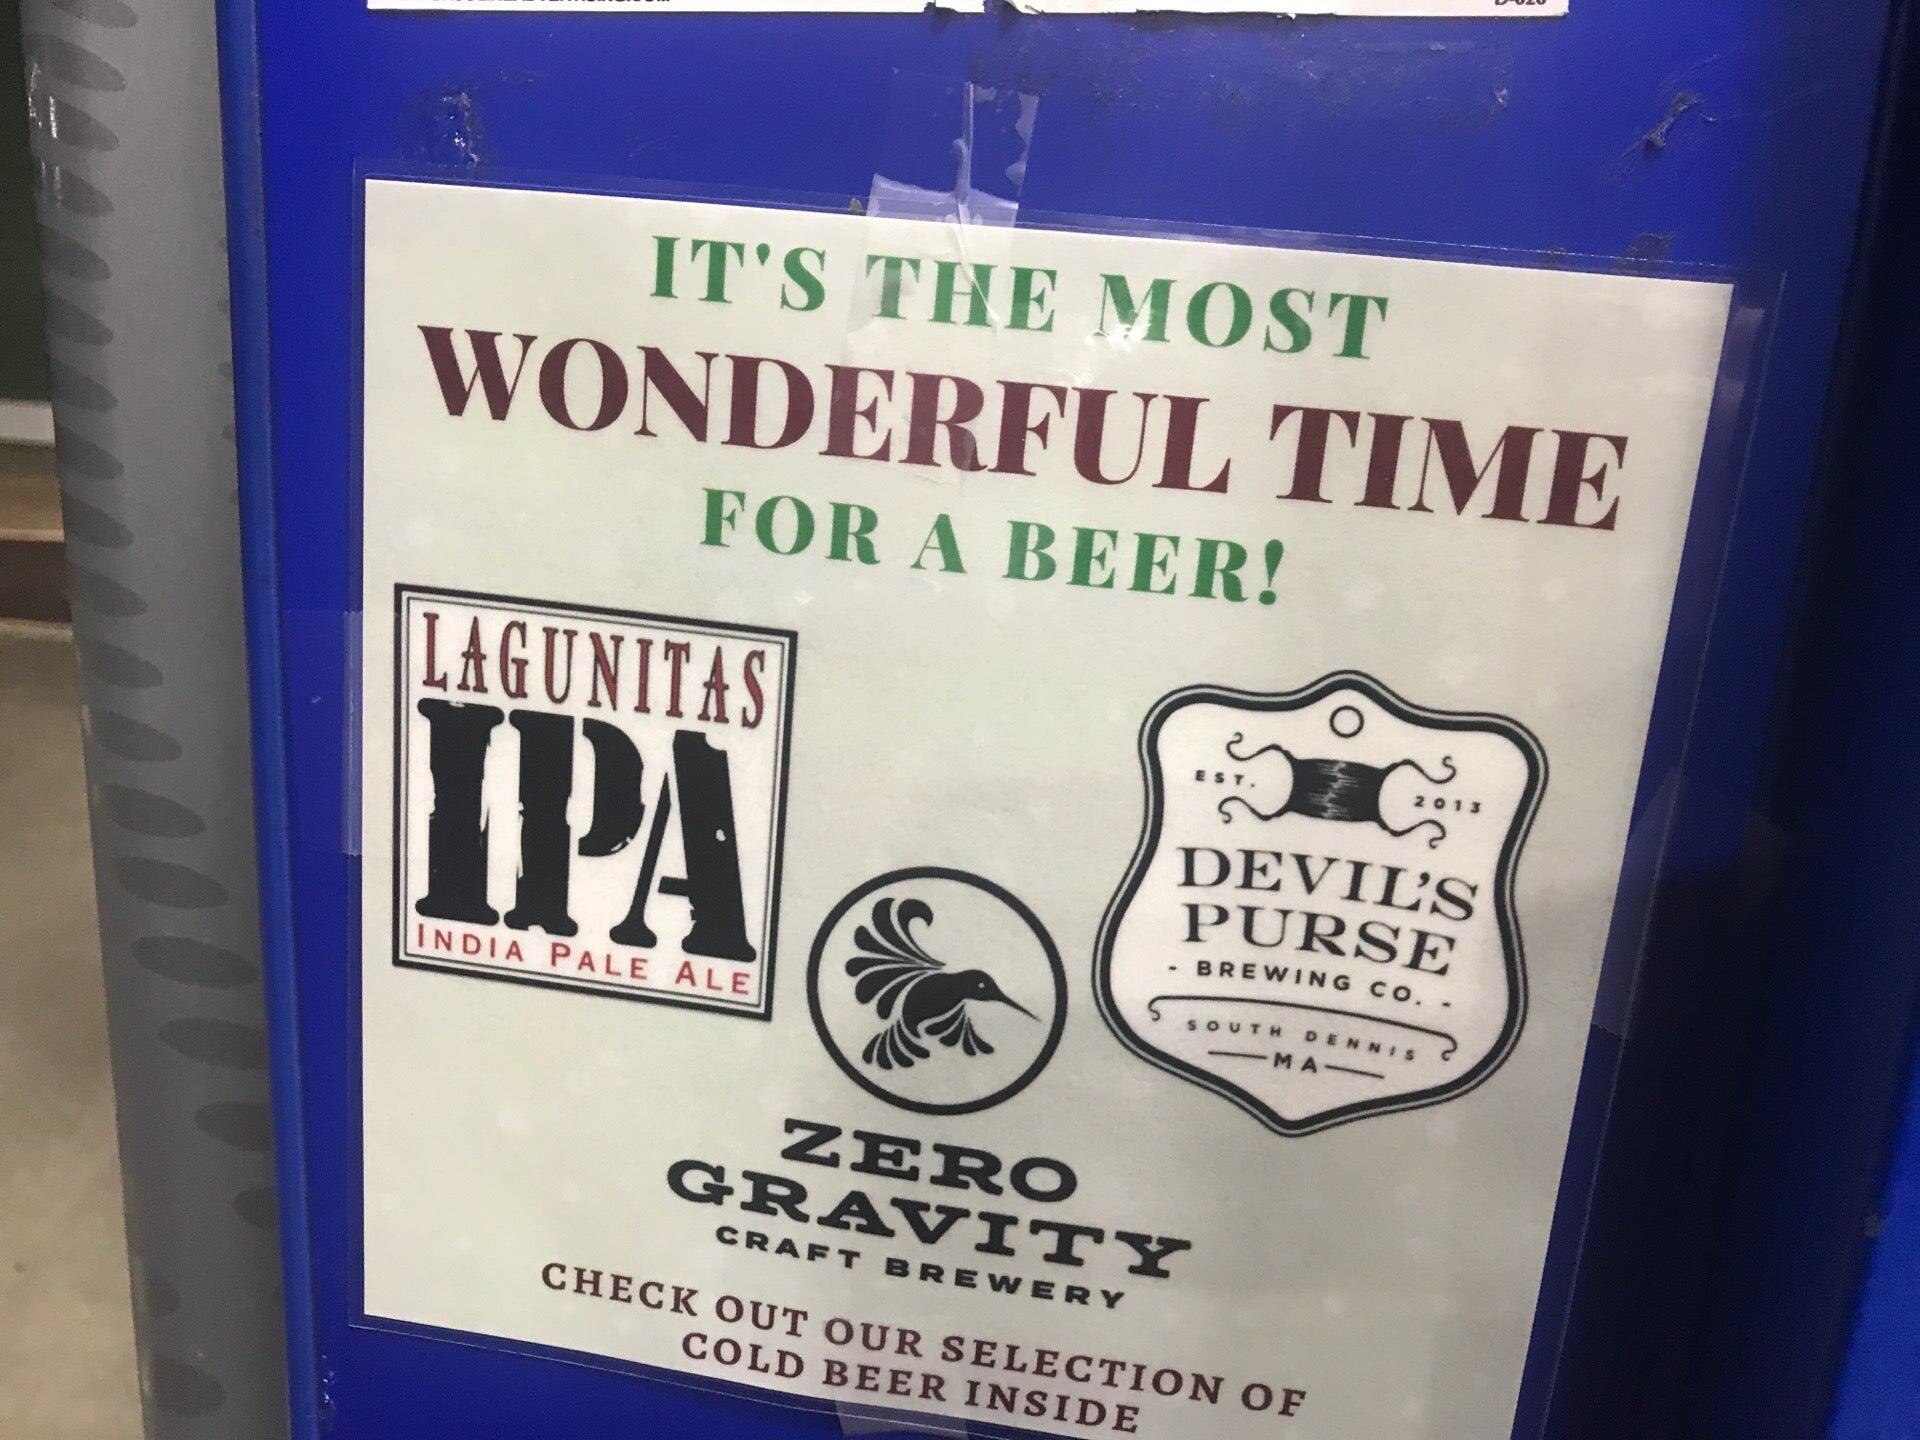 IT'S THE MOST
WONDERFUL TIME
FOR A BEER!
LAGUNITAS
IPA
INDIA PALE ALE
EST. 2013
DEVIL'S
PURSE
- BREWING CO. -
SOUTH DENNIS
MA
ZERO
GRAVITY
CRAFT BREWERY
CHECK OUT OUR SELECTION OF
COLD BEER INSIDE